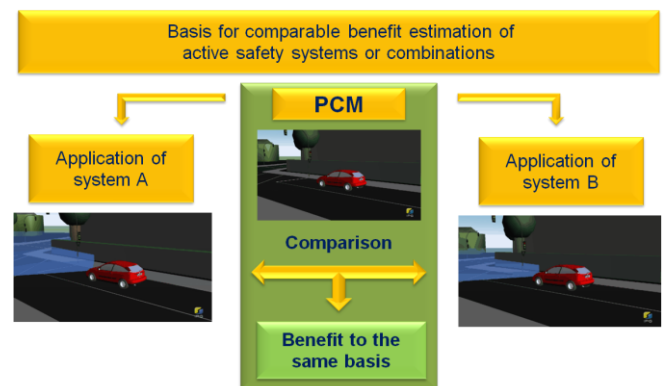 Basis for comparable benefit estimation of
active safety systems or combinations
PCM
Application of
system A
Application of
system B
Comparison
Benefit to the
same basis